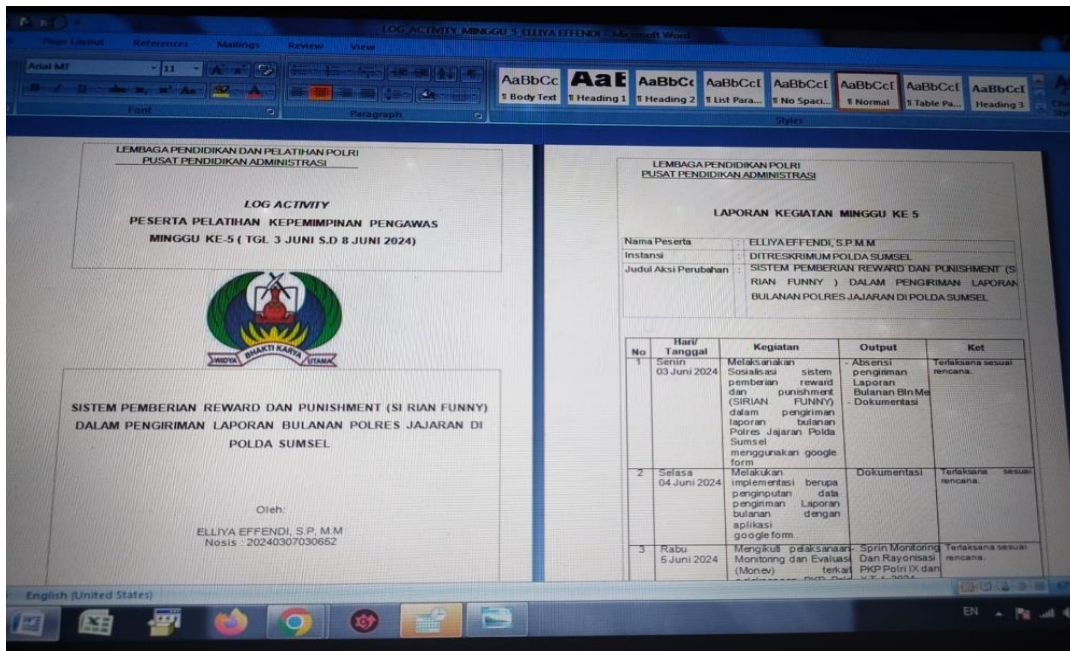 LOG ACTIVITY MINGGU 5 ELLIYA EFFENDI - Microsoft Word
Page Layout References Mailings Review View
Arial MT 11
AaBbCc AaE AaBbCc AaBbCcI AaBbCcI AaBbCcI AaBbCcI AaBbCcI
Body Text Heading 1 Heading 2 List Para... No Spaci... Normal Table Pa... Heading 3
Font Paragraph Styles
LEMBAGA PENDIDIKAN DAN PELATIHAN POLRI
PUSAT PENDIDIKAN ADMINISTRASI
LOG ACTIVITY
PESERTA PELATIHAN KEPEMIMPINAN PENGAWAS
MINGGU KE-5 ( TGL 3 JUNI S.D 8 JUNI 2024)
WIDYA BHAKTI KARYA UTAMA
SISTEM PEMBERIAN REWARD DAN PUNISHMENT (SI RIAN FUNNY)
DALAM PENGIRIMAN LAPORAN BULANAN POLRES JAJARAN DI
POLDA SUMSEL
Oleh:
ELLIYA EFFENDI, S.P, M.M
Nosis : 20240307030652
LEMBAGA PENDIDIKAN POLRI
PUSAT PENDIDIKAN ADMINISTRASI
LAPORAN KEGIATAN MINGGU KE 5
Nama Peserta : ELLIYA EFFENDI, S.P.M.M
Instansi : DITRESKRIMUM POLDA SUMSEL
Judul Aksi Perubahan : SISTEM PEMBERIAN REWARD DAN PUNISHMENT (S
RIAN FUNNY ) DALAM PENGIRIMAN LAPORAN
BULANAN POLRES JAJARAN DI POLDA SUMSEL
No Hari/ Tanggal Kegiatan Output Ket
1 Senin 03 Juni 2024
Melaksanakan
Sosialisasi sistem
pemberian reward
dan punishment
(SIRIAN FUNNY)
dalam pengiriman
laporan bulanan
Polres Jajaran Polda
Sumsel
menggunakan google
form
- Absensi
pengiriman
Laporan
Bulanan Bln Me
- Dokumentasi
Terlaksana sesuai
rencana.
2 Selasa 04 Juni 2024
Melakukan
implementasi berupa
penginputan data
pengiriman Laporan
bulanan dengan
aplikasi
google form.
Dokumentasi
Terlaksana sesuai
rencana.
3 Rabu 5 Juni 2024
Mengikuti pelaksanaan
Monitoring dan Evaluasi
(Monev) terkait
- Sprin Monitoring
Dan Rayonisasi
PKP Polri IX dan
Terlaksana sesuai
rencana.
English (United States)
EN